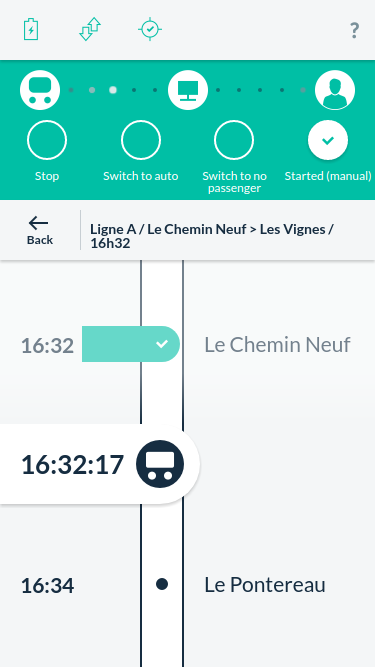 ?
Stop
Switch to auto
Switch to no
passenger
Started (manual)
Back
Ligne A / Le Chemin Neuf > Les Vignes /
16h32
16:32
Le Chemin Neuf
16:32:17
16:34
Le Pontereau